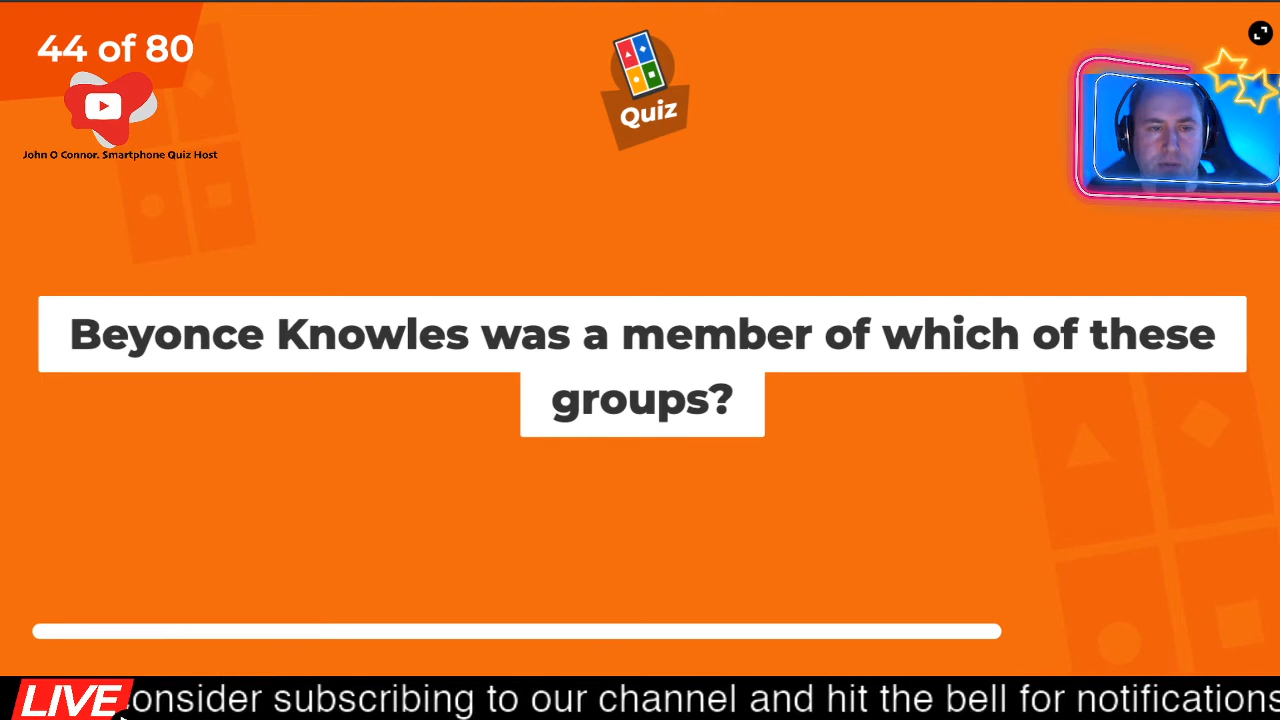 44 of 80
John O Connor. Smartphone Quiz Host
Quiz
Beyonce Knowles was a member of which of these
groups?
LIVE
onsider subscribing to our channel and hit the bell for notifications